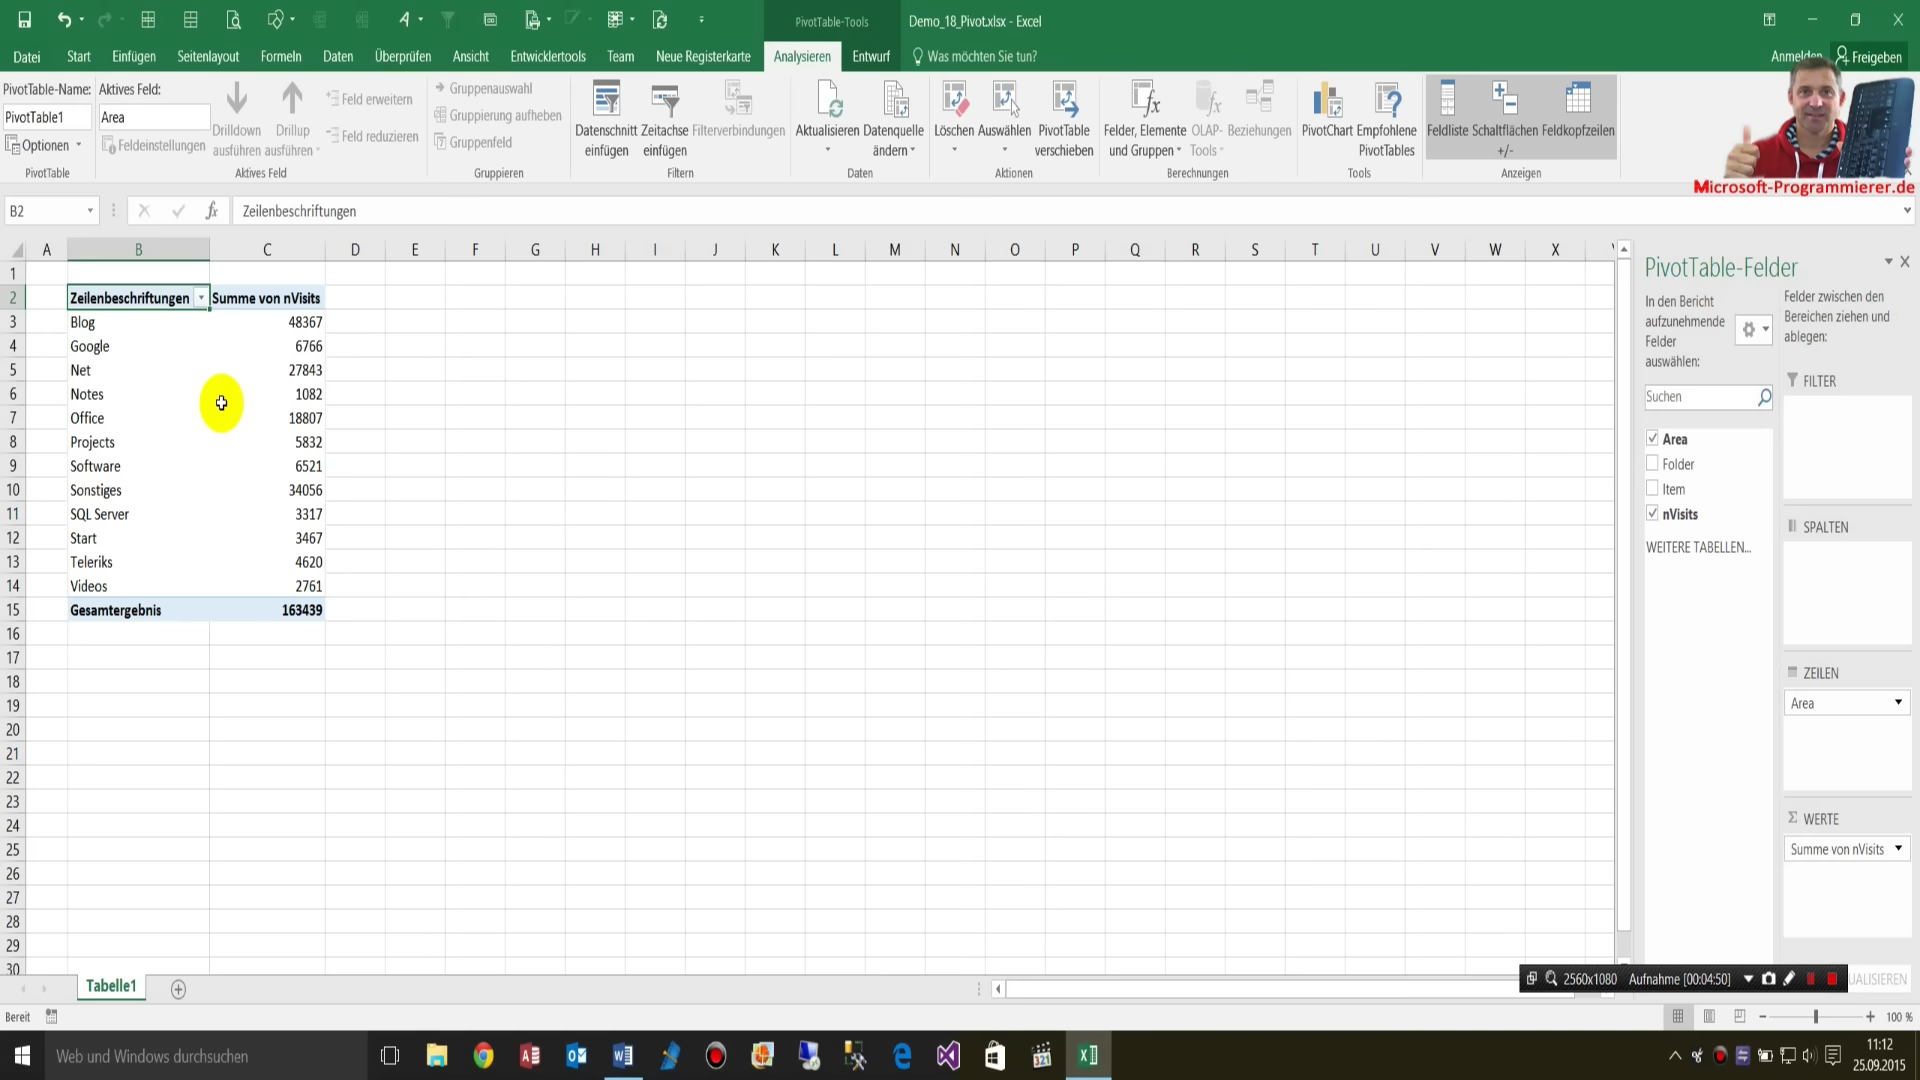 PivotTable-Tools
Demo_18_Pivot.xlsx - Excel
Datei Start Einfügen Seitenlayout Formeln Daten Überprüfen Ansicht Entwicklertools Team Neue Registerkarte Analysieren Entwurf Was möchten Sie tun? Anmelden Freigeben
PivotTable-Name: Aktives Feld:
PivotTable1 Area
Optionen Feldeinstellungen
Drilldown ausführen
Drillup ausführen
Feld erweitern
Feld reduzieren
Gruppenauswahl
Gruppierung aufheben
Gruppenfeld
Datenschnitt einfügen
Zeitachse einfügen
Filterverbindungen
Aktualisieren
Datenquelle ändern
Löschen
Auswählen
PivotTable verschieben
Felder, Elemente und Gruppen
OLAP-Tools
Beziehungen
PivotChart
Empfohlene PivotTables
Feldliste
Schaltflächen +/-
Feldkopfzeilen
PivotTable Aktives Feld Gruppieren Filtern Daten Aktionen Berechnungen Tools Anzeigen
Microsoft-Programmierer.de
B2 fx Zeilenbeschriftungen
A B C D E F G H I J K L M N O P Q R S T U V W X
1
2 Zeilenbeschriftungen Summe von nVisits
3 Blog 48367
4 Google 6766
5 Net 27843
6 Notes 1082
7 Office 18807
8 Projects 5832
9 Software 6521
10 Sonstiges 34056
11 SQL Server 3317
12 Start 3467
13 Teleriks 4620
14 Videos 2761
15 Gesamtergebnis 163439
16
17
18
19
20
21
22
23
24
25
26
27
28
29
30
PivotTable-Felder
In den Bericht
aufzunehmende
Felder
auswählen:
Suchen
Area
Folder
Item
nVisits
WEITERE TABELLEN...
Felder zwischen den
Bereichen ziehen und
ablegen:
FILTER
SPALTEN
ZEILEN
Area
Σ WERTE
Summe von nVisits
Tabelle1
2560x1080 Aufnahme [00:04:50]
UALISIEREN
Bereit
100 %
Web und Windows durchsuchen
11:12
25.09.2015